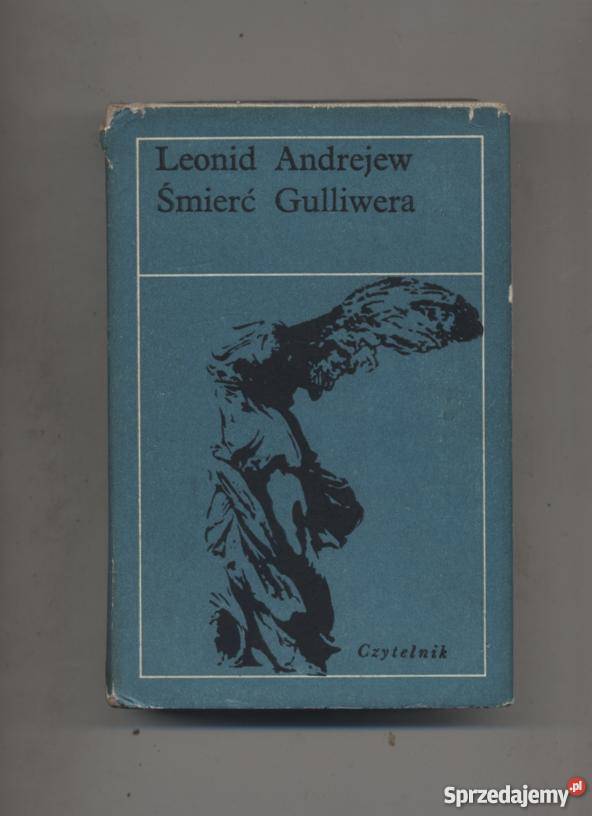 Leonid Andrejew
Śmierć Gulliwera
Czytelnik
Sprzedajemy.pl